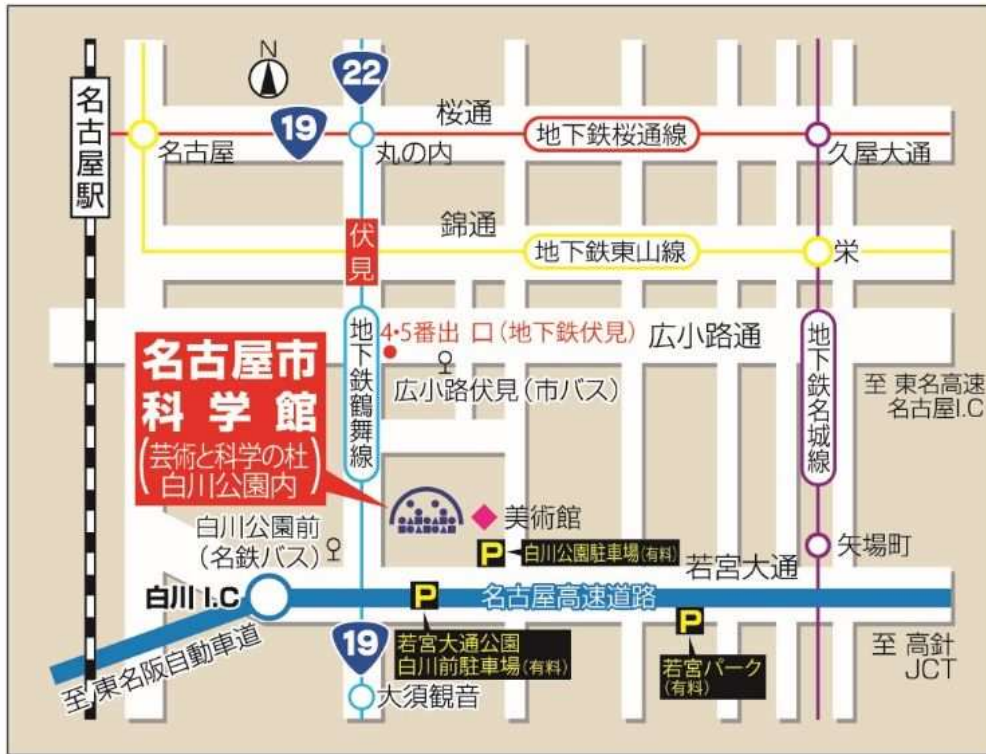 N
22
19
桜通
名古屋駅
名古屋
丸の内
地下鉄桜通線
久屋大通
錦通
伏見
地下鉄東山線
栄
4・5番出 口(地下鉄伏見)
広小路通
名古屋市
科学館
(芸術と科学の杜
白川公園内)
地下鉄鶴舞線
広小路伏見(市バス)
地下鉄名城線
至 東名高速
名古屋I.C
美術館
白川公園前
(名鉄バス)
P
白川公園駐車場(有料)
矢場町
若宮大通
白川 I.C
P
名古屋高速道路
P
至 東名阪自動車道
19
若宮大通公園
白川前駐車場(有料)
若宮パーク
(有料)
至 高針
JCT
大須観音